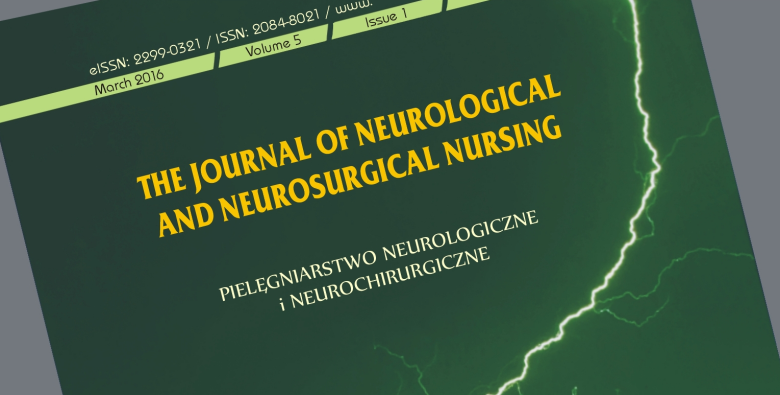 eISSN: 2299-0321 / ISSN: 2084-8021 / www.
March 2016 Volume 5 Issue 1
THE JOURNAL OF NEUROLOGICAL
AND NEUROSURGICAL NURSING
PIELĘGNIARSTWO NEUROLOGICZNE
i NEUROCHIRURGICZNE